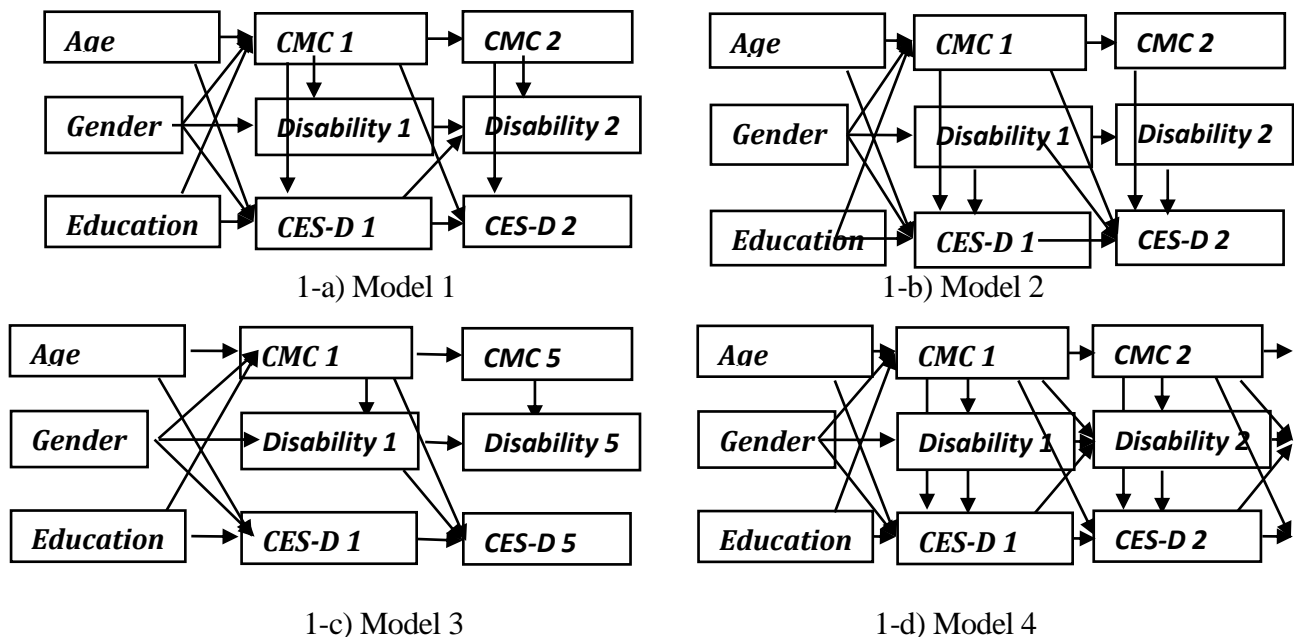 Age CMC 1 CMC 2
Gender Disability 1 Disability 2
Education CES-D 1 CES-D 2
1-a) Model 1
Age CMC 1 CMC 2
Gender Disability 1 Disability 2
Education CES-D 1 CES-D 2
1-b) Model 2
Age CMC 1 CMC 5
Gender Disability 1 Disability 5
Education CES-D 1 CES-D 5
1-c) Model 3
Age CMC 1 CMC 2
Gender Disability 1 Disability 2
Education CES-D 1 CES-D 2
1-d) Model 4